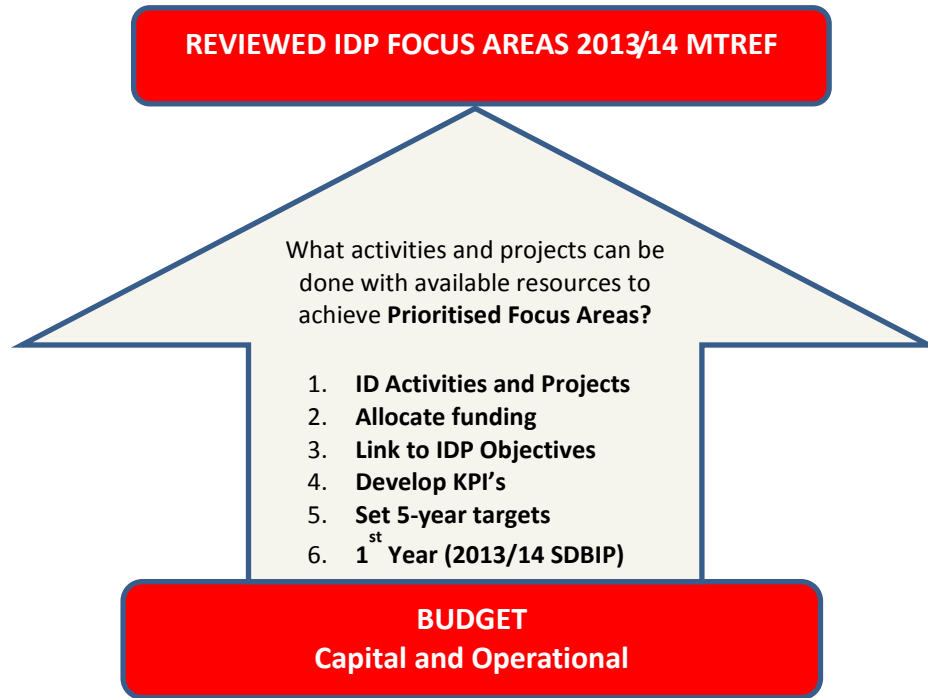 REVIEWED IDP FOCUS AREAS 2013/14 MTREF
What activities and projects can be
done with available resources to
achieve Prioritised Focus Areas?
1. ID Activities and Projects
2. Allocate funding
3. Link to IDP Objectives
4. Develop KPI's
5. Set 5-year targets
6. 1st Year (2013/14 SDBIP)
BUDGET
Capital and Operational